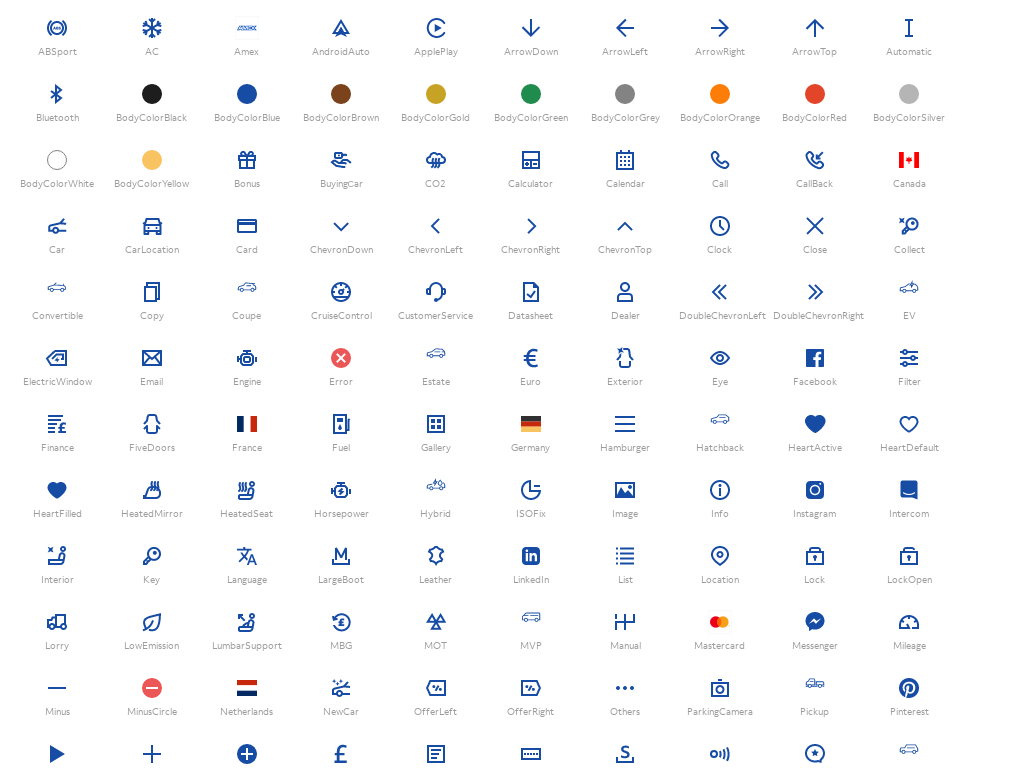 ABSport AC Amex AndroidAuto ApplePlay ArrowDown ArrowLeft ArrowRight ArrowTop Automatic
Bluetooth BodyColorBlack BodyColorBlue BodyColorBrown BodyColorGold BodyColorGreen BodyColorGrey BodyColorOrange BodyColorRed BodyColorSilver
BodyColorWhite BodyColorYellow Bonus BuyingCar CO2 Calculator Calendar Call CallBack Canada
Car CarLocation Card ChevronDown ChevronLeft ChevronRight ChevronTop Clock Close Collect
Convertible Copy Coupe CruiseControl CustomerService Datasheet Dealer DoubleChevronLeft DoubleChevronRight EV
ElectricWindow Email Engine Error Estate Euro Exterior Eye Facebook Filter
Finance FiveDoors France Fuel Gallery Germany Hamburger Hatchback HeartActive HeartDefault
HeartFilled HeatedMirror HeatedSeat Horsepower Hybrid ISOFix Image Info Instagram Intercom
Interior Key Language LargeBoot Leather LinkedIn List Location Lock LockOpen
Lorry LowEmission LumbarSupport MBG MOT MVP Manual Mastercard Messenger Mileage
Minus MinusCircle Netherlands NewCar OfferLeft OfferRight Others ParkingCamera Pickup Pinterest